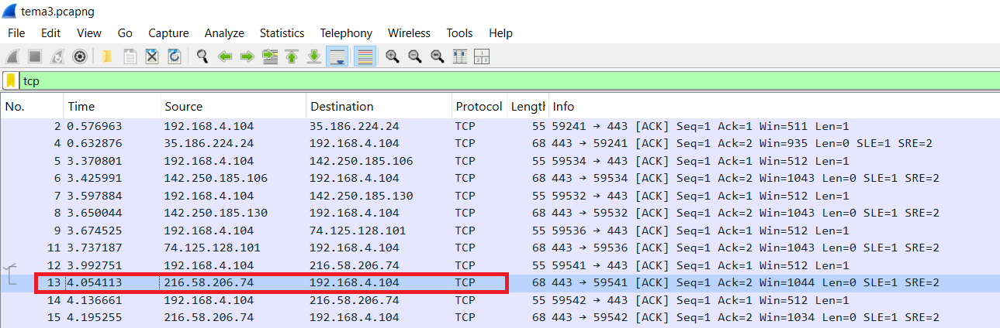 tema3.pcapng
File Edit View Go Capture Analyze Statistics Telephony Wireless Tools Help
tcp
No. Time Source Destination Protocol Length Info
2 0.576963 192.168.4.104 35.186.224.24 TCP 55 59241 → 443 [ACK] Seq=1 Ack=1 Win=511 Len=1
4 0.632876 35.186.224.24 192.168.4.104 TCP 68 443 → 59241 [ACK] Seq=1 Ack=2 Win=935 Len=0 SLE=1 SRE=2
5 3.370801 192.168.4.104 142.250.185.106 TCP 55 59534 → 443 [ACK] Seq=1 Ack=1 Win=512 Len=1
6 3.425991 142.250.185.106 192.168.4.104 TCP 68 443 → 59534 [ACK] Seq=1 Ack=2 Win=1043 Len=0 SLE=1 SRE=2
7 3.597884 192.168.4.104 142.250.185.130 TCP 55 59532 → 443 [ACK] Seq=1 Ack=1 Win=512 Len=1
8 3.650044 142.250.185.130 192.168.4.104 TCP 68 443 → 59532 [ACK] Seq=1 Ack=2 Win=1043 Len=0 SLE=1 SRE=2
9 3.674525 192.168.4.104 74.125.128.101 TCP 55 59536 → 443 [ACK] Seq=1 Ack=1 Win=512 Len=1
11 3.737187 74.125.128.101 192.168.4.104 TCP 68 443 → 59536 [ACK] Seq=1 Ack=2 Win=1043 Len=0 SLE=1 SRE=2
12 3.992751 192.168.4.104 216.58.206.74 TCP 55 59541 → 443 [ACK] Seq=1 Ack=1 Win=512 Len=1
13 4.054113 216.58.206.74 192.168.4.104 TCP 68 443 → 59541 [ACK] Seq=1 Ack=2 Win=1044 Len=0 SLE=1 SRE=2
14 4.136661 192.168.4.104 216.58.206.74 TCP 55 59542 → 443 [ACK] Seq=1 Ack=1 Win=512 Len=1
15 4.195255 216.58.206.74 192.168.4.104 TCP 68 443 → 59542 [ACK] Seq=1 Ack=2 Win=1034 Len=0 SLE=1 SRE=2